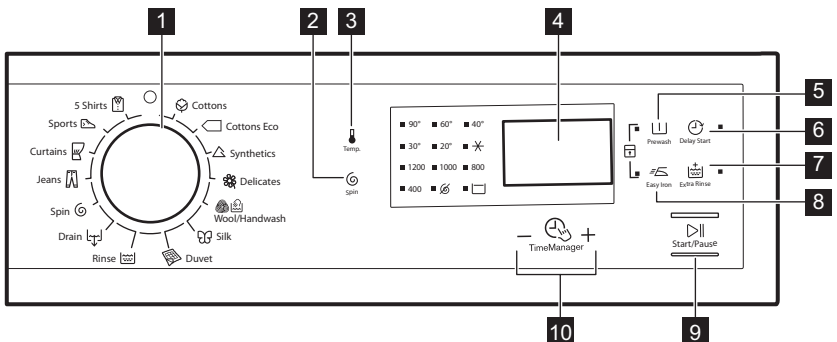 1
2
3
4
5
6
7
8
9
10
5 Shirts
Cottons
Sports
Cottons Eco
Curtains
Synthetics
Jeans
Delicates
Spin
Wool/Handwash
Drain
Silk
Rinse
Duvet
Temp.
Spin
90° 60° 40°
30° 20°
1200 1000 800
400
Prewash
Delay Start
Easy Iron
Extra Rinse
− +
TimeManager
Start/Pause